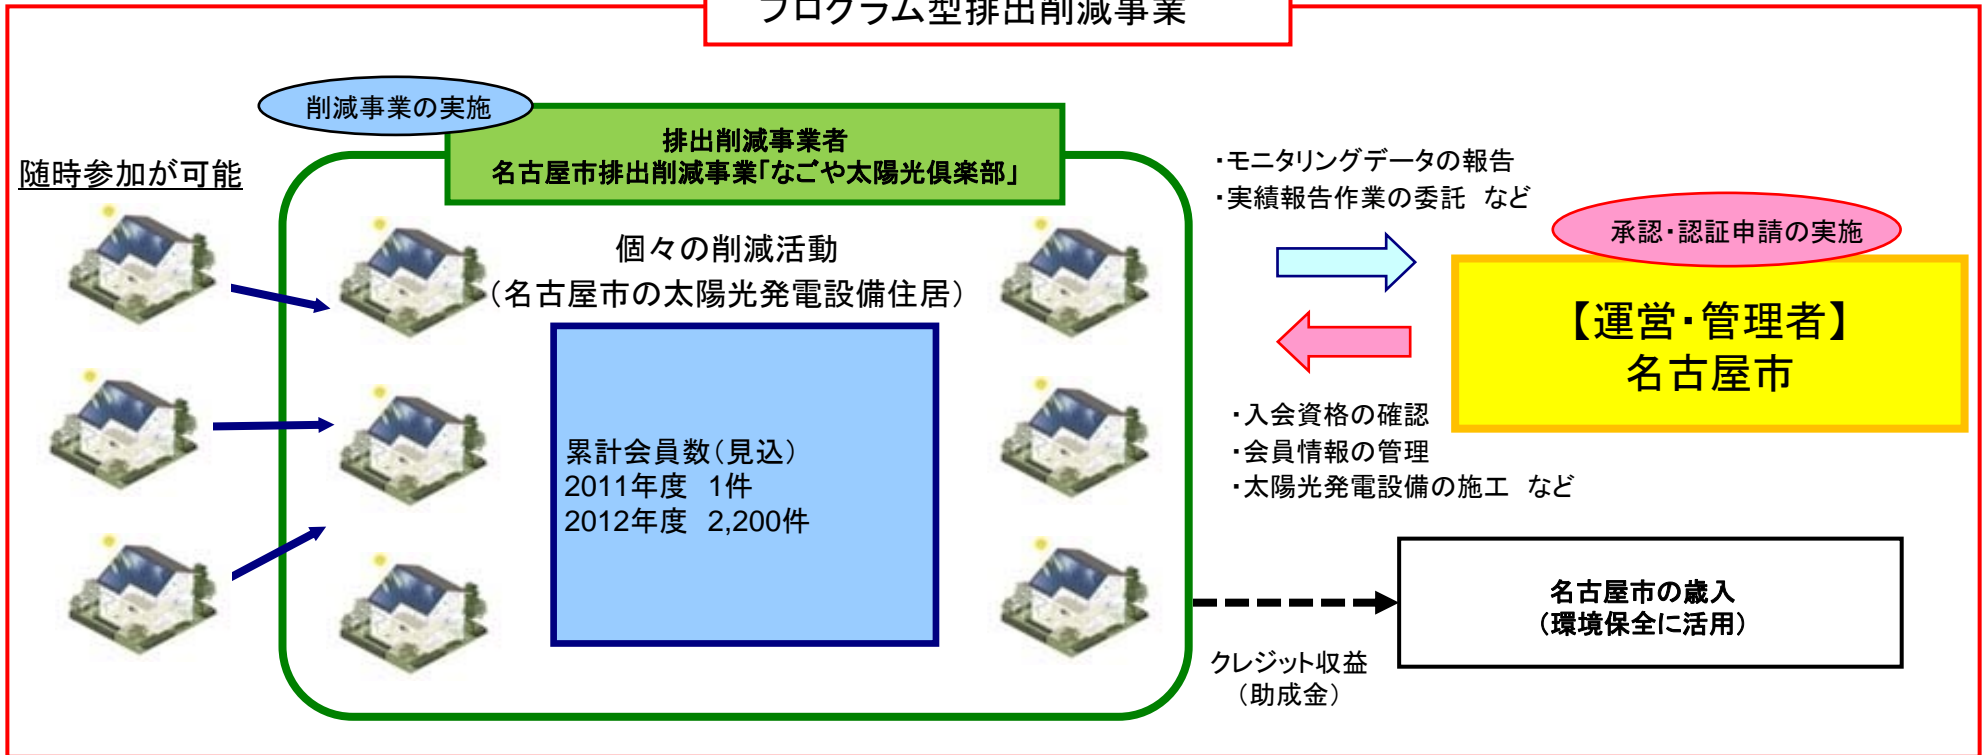 プログラム型排出削減事業
削減事業の実施
排出削減事業者
名古屋市排出削減事業｢なごや太陽光倶楽部｣
随時参加が可能
個々の削減活動
（名古屋市の太陽光発電設備住居）
累計会員数（見込）
2011年度 1件
2012年度 2,200件
・モニタリングデータの報告
・実績報告作業の委託 など
承認・認証申請の実施
【運営・管理者】
名古屋市
・入会資格の確認
・会員情報の管理
・太陽光発電設備の施工 など
名古屋市の歳入
（環境保全に活用）
クレジット収益
（助成金）